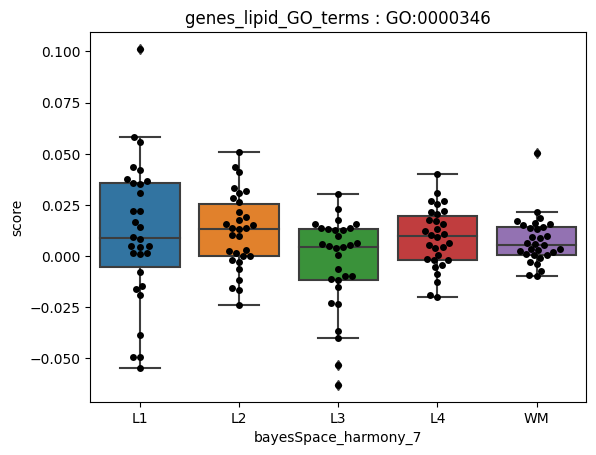 genes_lipid_GO_terms : GO:0000346
0.100
0.075
0.050
0.025
0.000
−0.025
−0.050
score
L1 L2 L3 L4 WM
bayesSpace_harmony_7